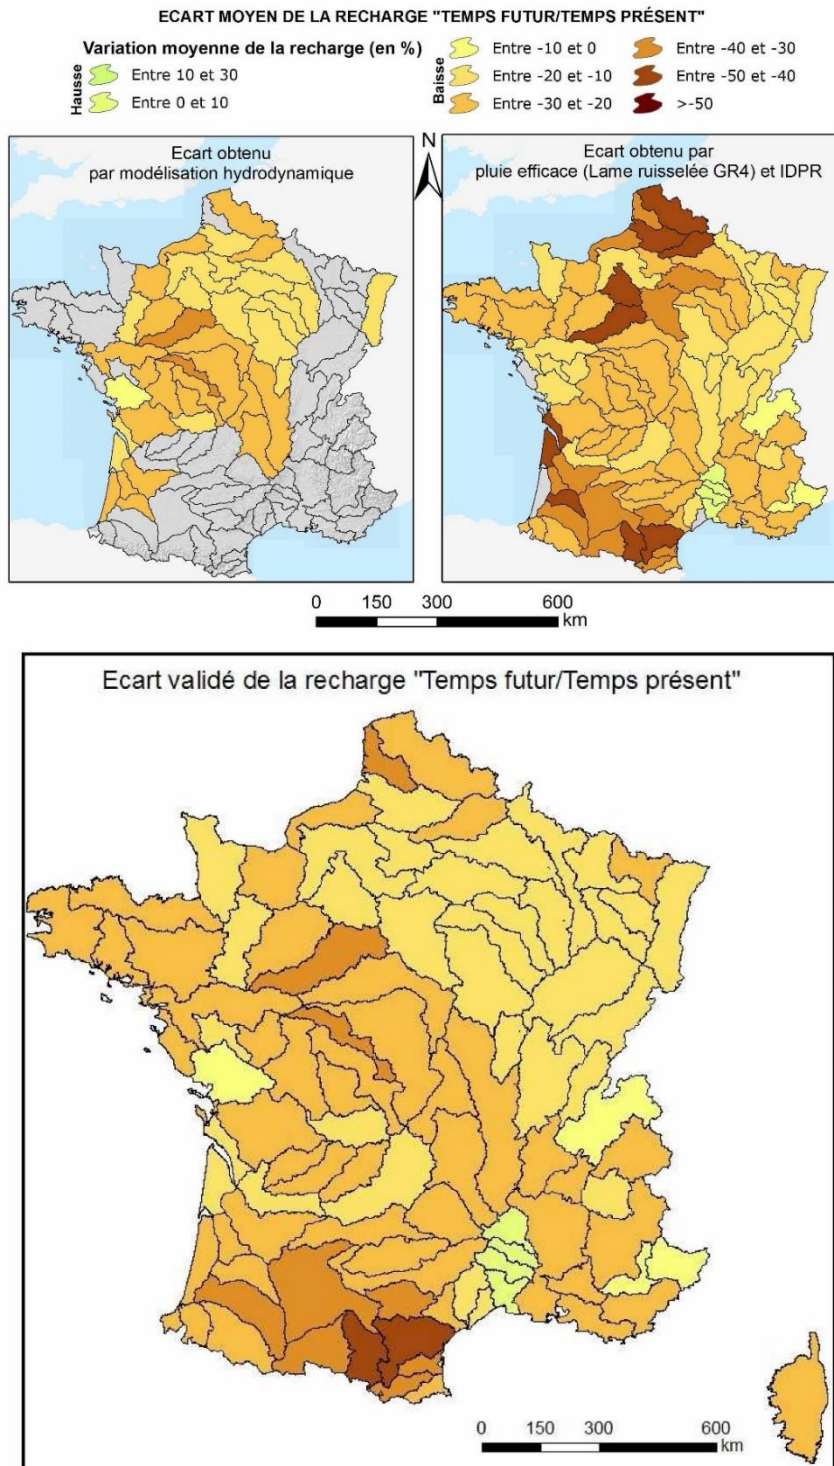 ECART MOYEN DE LA RECHARGE "TEMPS FUTUR/TEMPS PRÉSENT"
Variation moyenne de la recharge (en %)
Hausse
Entre 10 et 30
Entre 0 et 10
Baisse
Entre -10 et 0
Entre -20 et -10
Entre -30 et -20
Entre -40 et -30
Entre -50 et -40
>-50
Ecart obtenu
par modélisation hydrodynamique
N
Ecart obtenu par
pluie efficace (Lame ruisselée GR4) et IDPR
0 150 300 600
km
Ecart validé de la recharge "Temps futur/Temps présent"
0 150 300 600
km